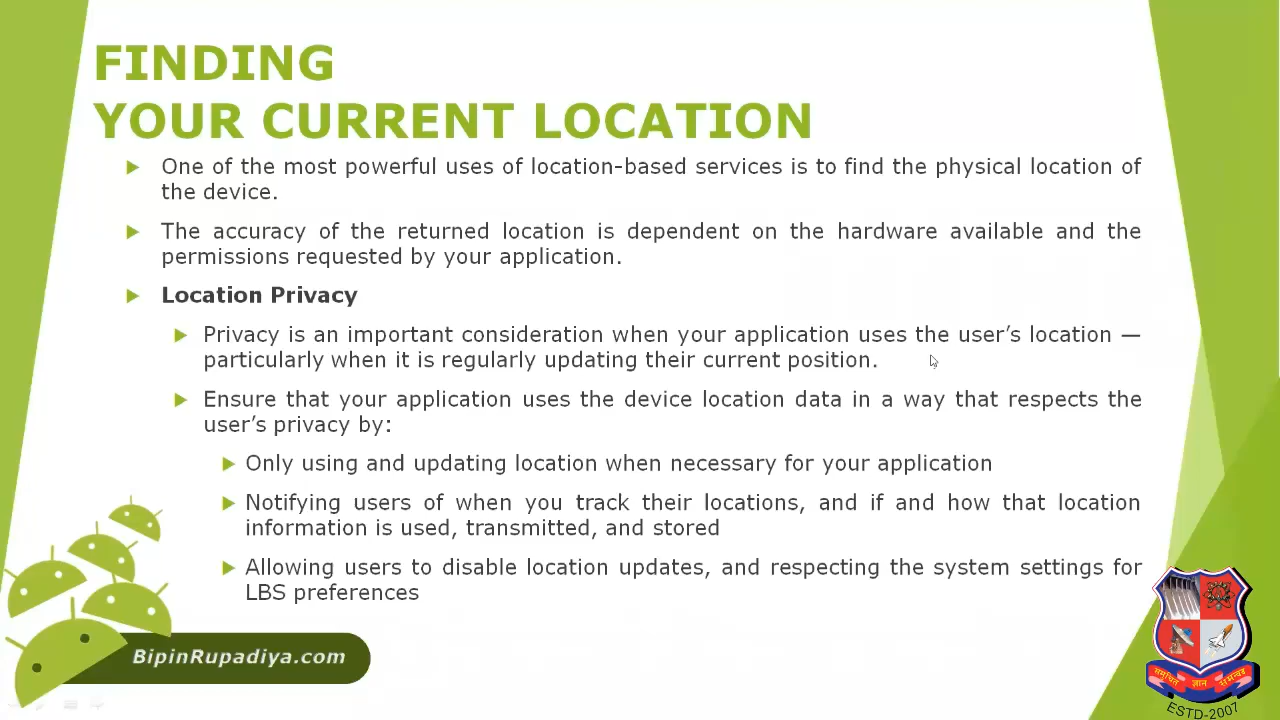 FINDING
YOUR CURRENT LOCATION
One of the most powerful uses of location-based services is to find the physical location of
the device.
The accuracy of the returned location is dependent on the hardware available and the
permissions requested by your application.
Location Privacy
Privacy is an important consideration when your application uses the user’s location —
particularly when it is regularly updating their current position.
Ensure that your application uses the device location data in a way that respects the
user’s privacy by:
Only using and updating location when necessary for your application
Notifying users of when you track their locations, and if and how that location
information is used, transmitted, and stored
Allowing users to disable location updates, and respecting the system settings for
LBS preferences
BipinRupadiya.com
ज्ञान
ESTD-2007